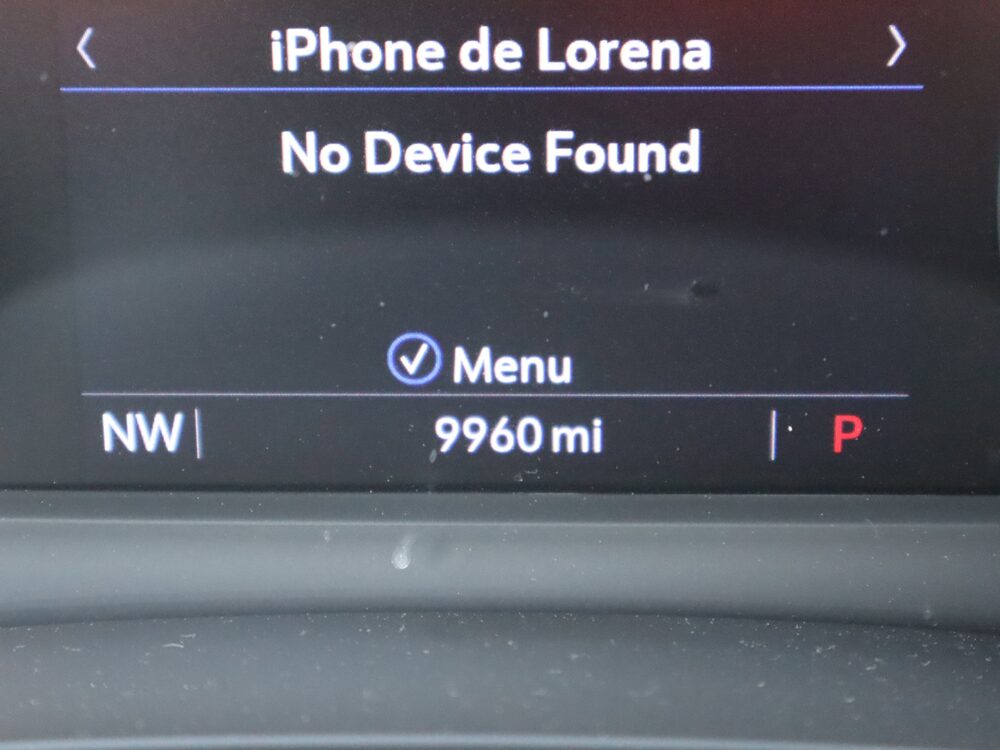 iPhone de Lorena
No Device Found
Menu
NW 9960 mi P